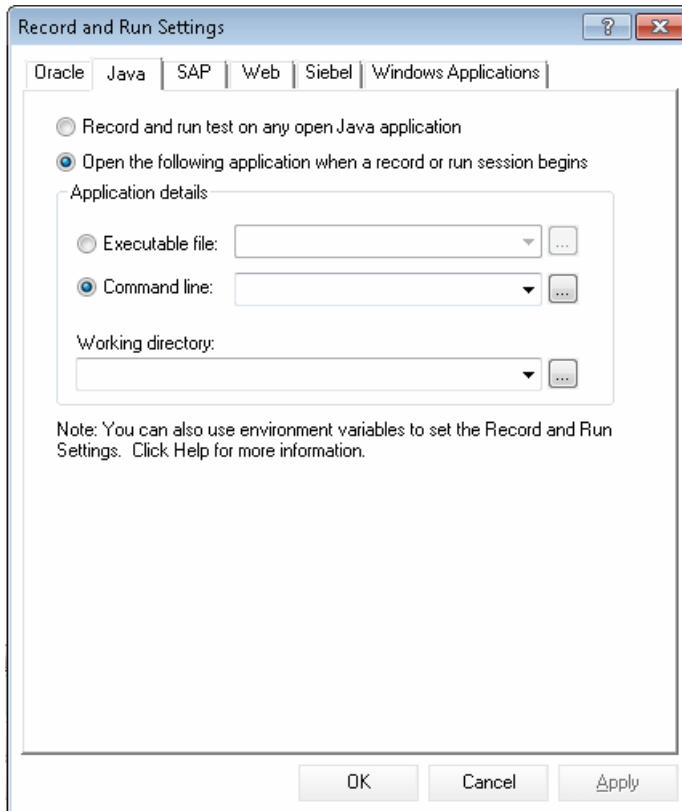 Record and Run Settings
Oracle Java SAP Web Siebel Windows Applications
Record and run test on any open Java application
Open the following application when a record or run session begins
Application details
Executable file: ...
Command line: ...
Working directory:
...
Note: You can also use environment variables to set the Record and Run
Settings.  Click Help for more information.
OK Cancel Apply